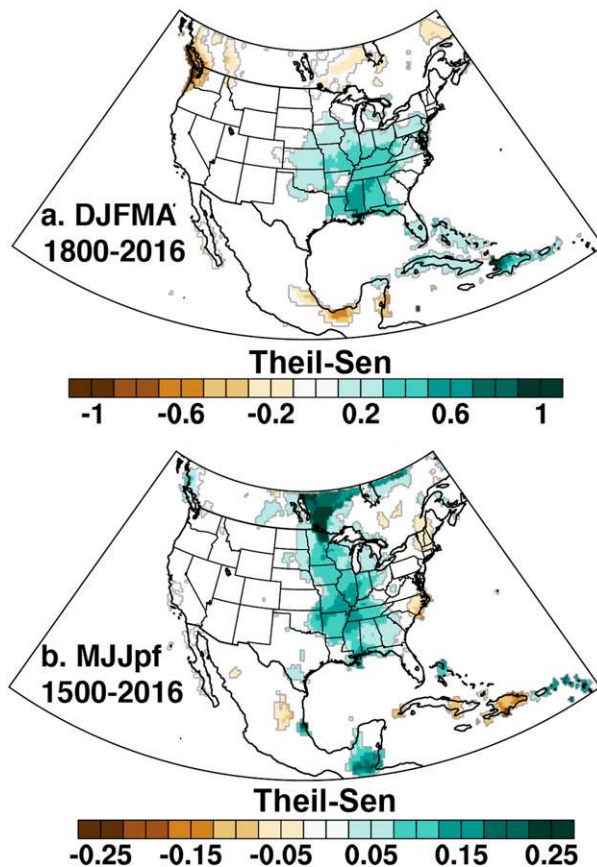 a. DJFMA
1800-2016
Theil-Sen
-1 -0.6 -0.2 0.2 0.6 1
b. MJJpf
1500-2016
Theil-Sen
-0.25 -0.15 -0.05 0.05 0.15 0.25